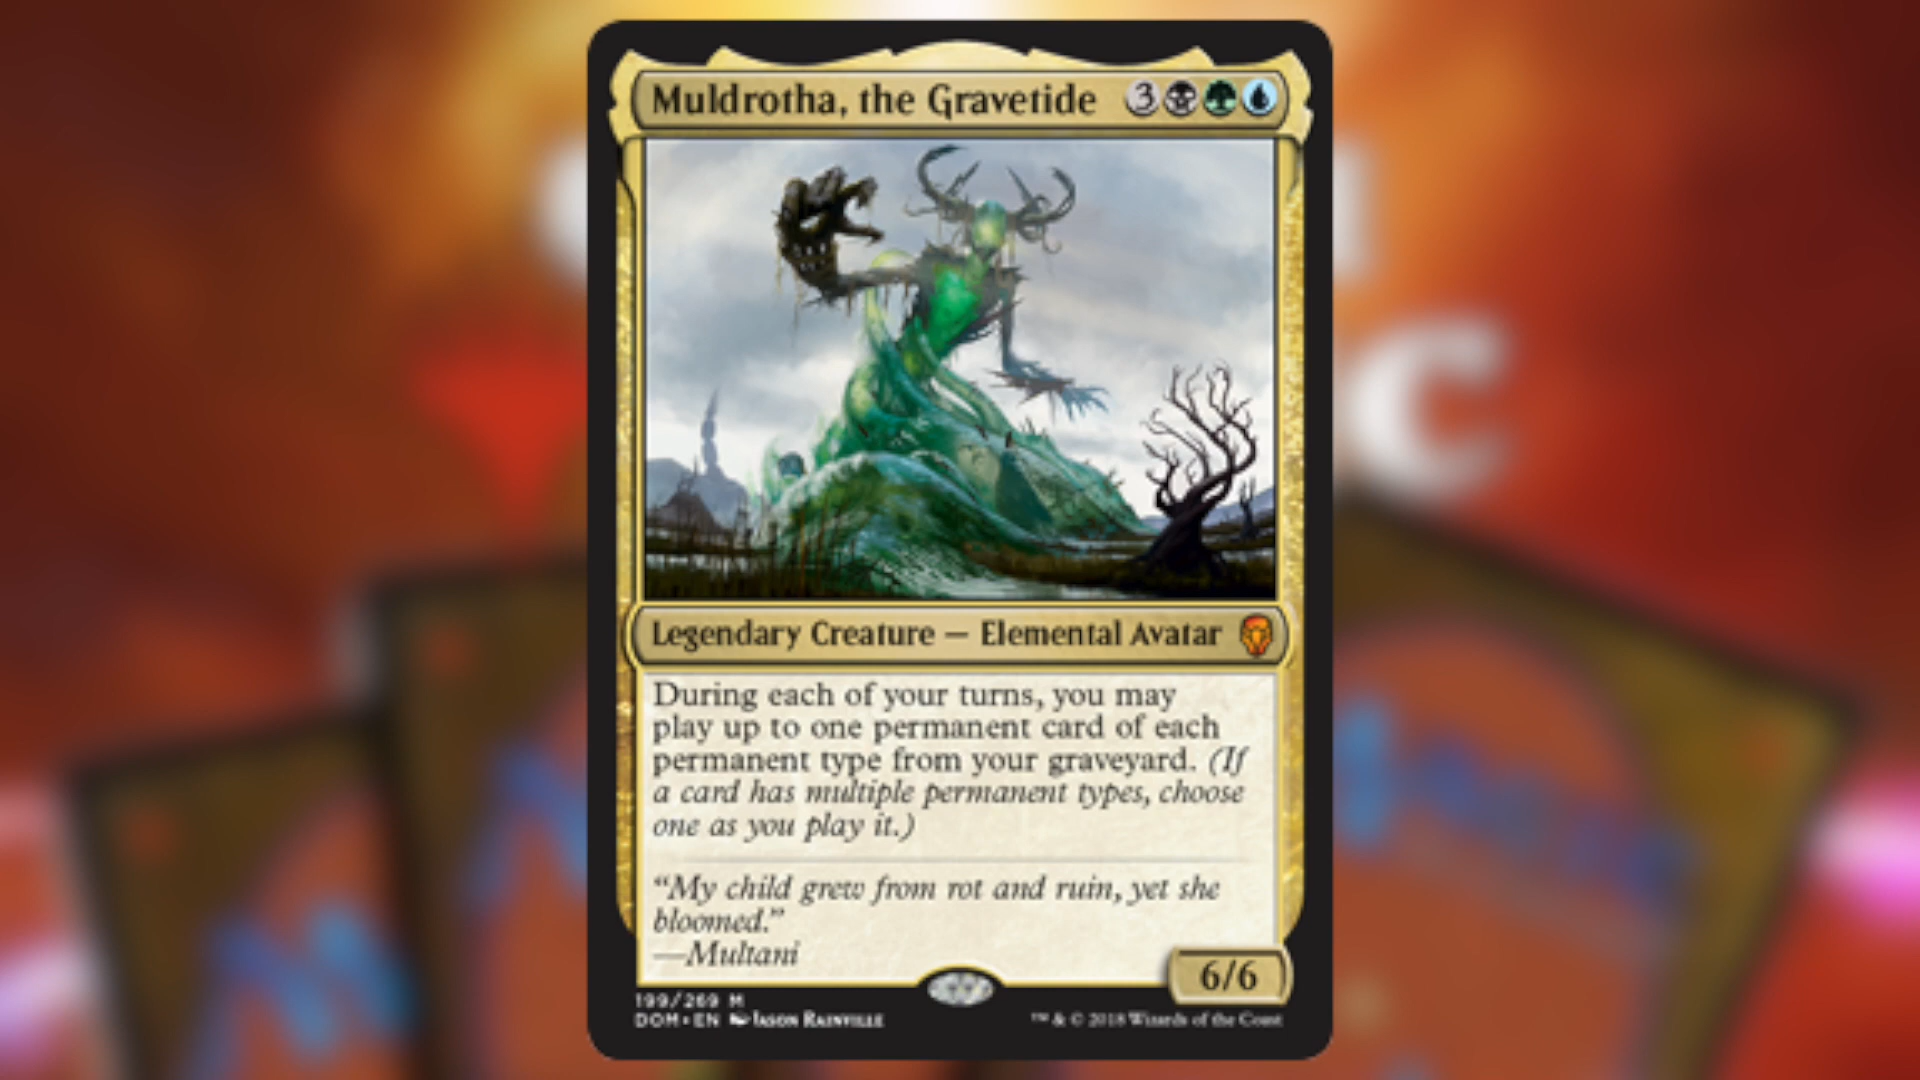 Muldrotha, the Gravetide 3
Legendary Creature — Elemental Avatar
During each of your turns, you may
play up to one permanent card of each
permanent type from your graveyard. (If
a card has multiple permanent types, choose
one as you play it.)
“My child grew from rot and ruin, yet she
bloomed.”
—Multani
6/6
199/269 M
DOM • EN Jason Rainville
™ & © 2018 Wizards of the Coast